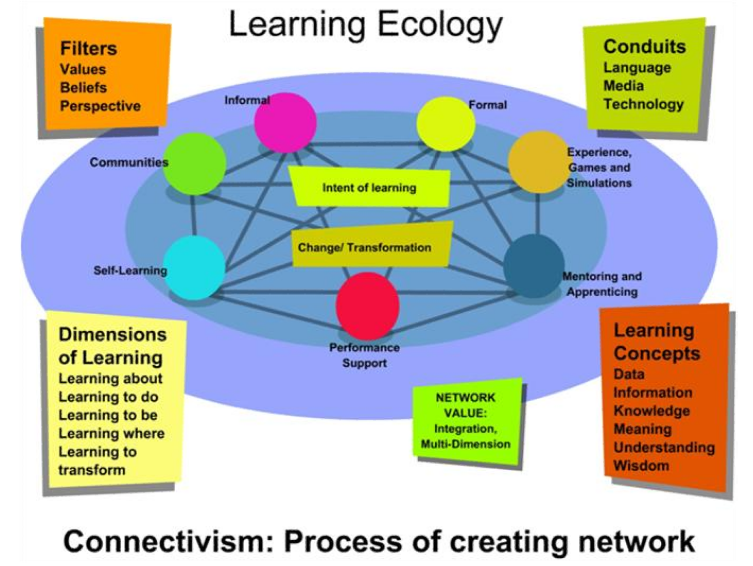 Learning Ecology
Filters
Values
Beliefs
Perspective
Conduits
Language
Media
Technology
Informal
Formal
Communities
Experience,
Games and
Simulations
Intent of learning
Change/ Transformation
Self-Learning
Mentoring and
Apprenticing
Performance
Support
Dimensions
of Learning
Learning about
Learning to do
Learning to be
Learning where
Learning to
transform
NETWORK
VALUE:
Integration,
Multi-Dimension
Learning
Concepts
Data
Information
Knowledge
Meaning
Understanding
Wisdom
Connectivism: Process of creating network